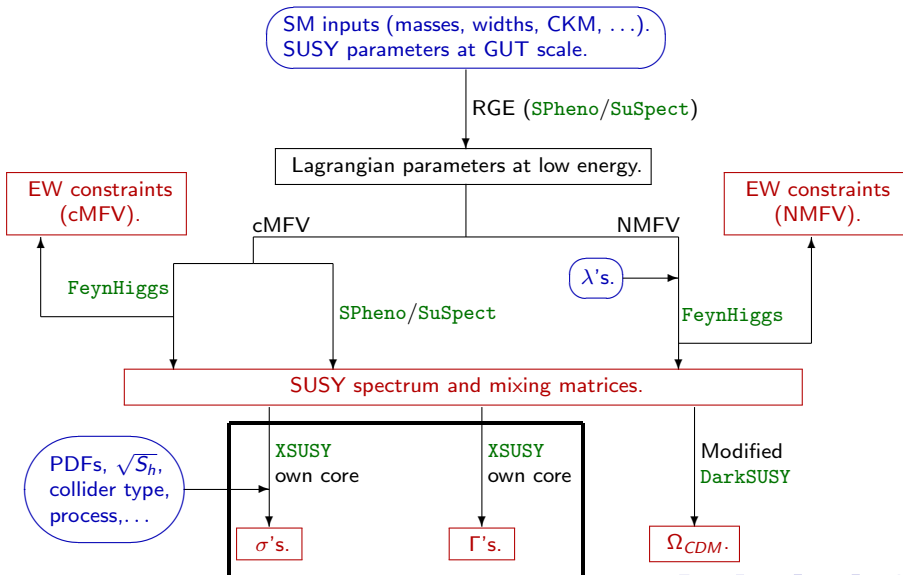 SM inputs (masses, widths, CKM, ...).
SUSY parameters at GUT scale.
RGE (SPheno/SuSpect)
Lagrangian parameters at low energy.
EW constraints
(cMFV).
EW constraints
(NMFV).
cMFV
NMFV
λ's.
FeynHiggs
SPheno/SuSpect
FeynHiggs
SUSY spectrum and mixing matrices.
PDFs, √S_h,
collider type,
process,...
XSUSY
own core
XSUSY
own core
Modified
DarkSUSY
σ's.
Γ's.
Ω_CDM.